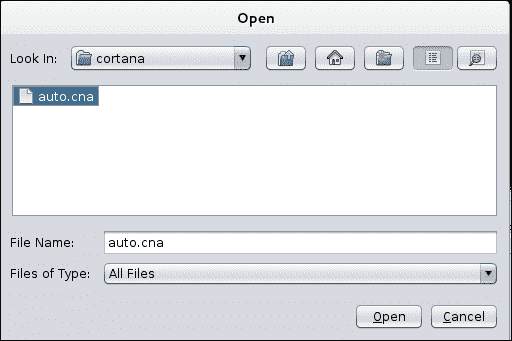 Open
Look In: cortana
auto.cna
File Name: auto.cna
Files of Type: All Files
Open Cancel